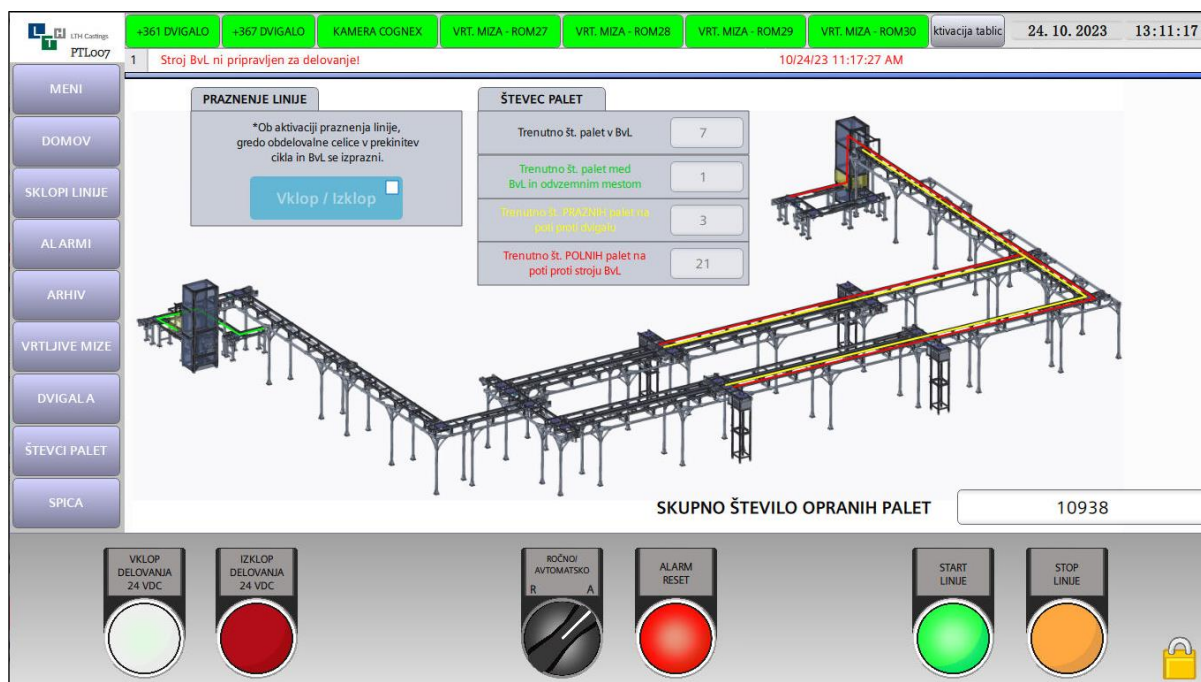 LTH Castings
PTL007
+361 DVIGALO
+367 DVIGALO
KAMERA COGNEX
VRT. MIZA - ROM27
VRT. MIZA - ROM28
VRT. MIZA - ROM29
VRT. MIZA - ROM30
ktivacija tablic
24. 10. 2023
13:11:17
1 Stroj BvL ni pripravljen za delovanje! 10/24/23 11:17:27 AM
MENI
DOMOV
SKLOPI LINIJE
ALARMI
ARHIV
VRTLJIVE MIZE
DVIGALA
ŠTEVCI PALET
SPICA
PRAZNENJE LINIJE
*Ob aktivaciji praznenja linije,
gredo obdelovalne celice v prekinitev
cikla in BvL se izprazni.
Vklop / Izklop
ŠTEVEC PALET
Trenutno št. palet v BvL 7
Trenutno št. palet med
BvL in odvzemnim mestom 1
Trenutno št. PRAZNIH palet na
poti proti dvigalu 3
Trenutno št. POLNIH palet na
poti proti stroju BvL 21
SKUPNO ŠTEVILO OPRANIH PALET 10938
VKLOP
DELOVANJA
24 VDC
IZKLOP
DELOVANJA
24 VDC
ROČNO/
AVTOMATSKO
R A
ALARM
RESET
START
LINIJE
STOP
LINIJE